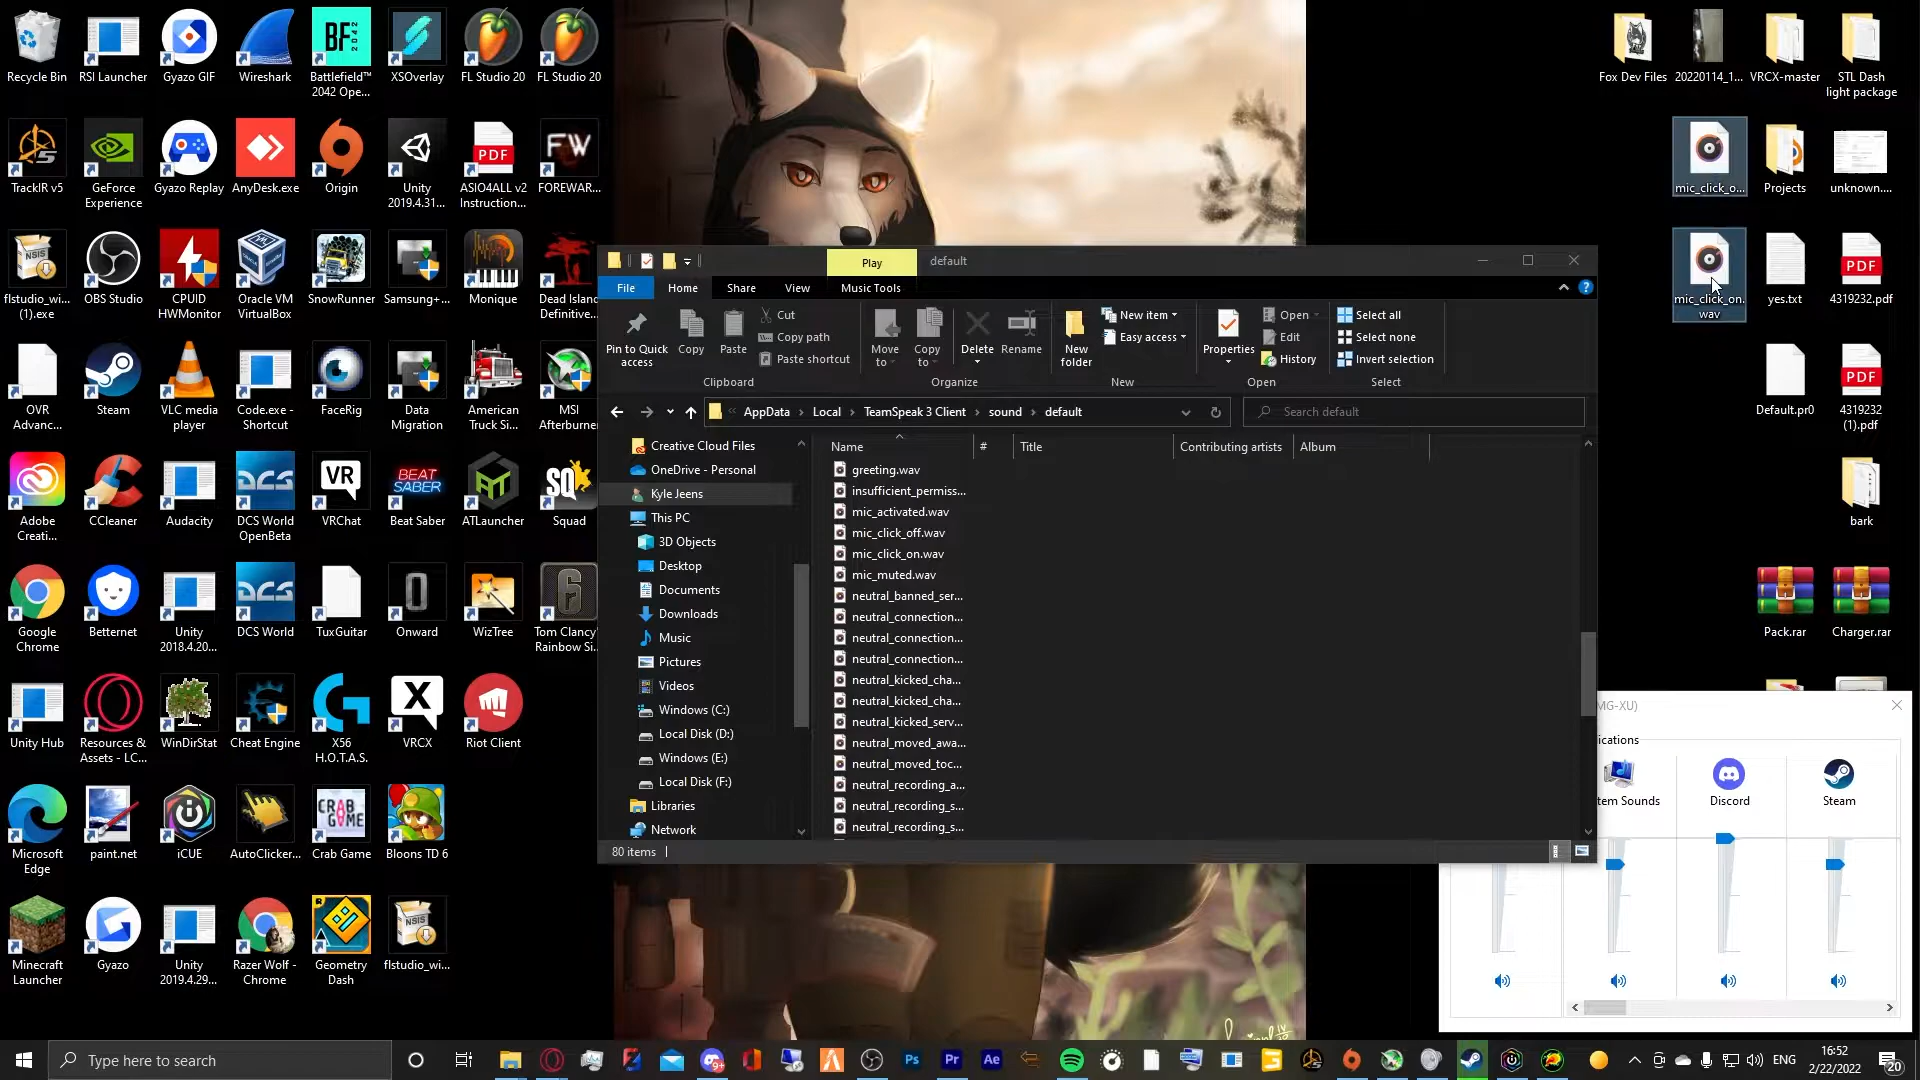 Recycle Bin
RSI Launcher
Gyazo GIF
Wireshark
Battlefield™
2042 Ope...
XSOverlay
FL Studio 20
FL Studio 20
TrackIR v5
GeForce
Experience
Gyazo Replay
AnyDesk.exe
Origin
Unity
2019.4.31...
ASIO4ALL v2
Instruction...
FOREWAR...
flstudio_wi...
(1).exe
OBS Studio
CPUID
HWMonitor
Oracle VM
VirtualBox
SnowRunner
Samsung+...
Monique
Dead Island
Definitive...
OVR
Advanc...
Steam
VLC media
player
Code.exe -
Shortcut
FaceRig
Data
Migration
American
Truck Si...
MSI
Afterburner
Adobe
Creati...
CCleaner
Audacity
DCS World
OpenBeta
VRChat
Beat Saber
ATLauncher
Squad
Google
Chrome
Betternet
Unity
2018.4.20...
DCS World
TuxGuitar
Onward
WizTree
Tom Clancy'
Rainbow Si...
Unity Hub
Resources &
Assets - LC...
WinDirStat
Cheat Engine
X56
H.O.T.A.S.
VRCX
Riot Client
Microsoft
Edge
paint.net
iCUE
AutoClicker...
Crab Game
Bloons TD 6
Minecraft
Launcher
Gyazo
Unity
2019.4.29...
Razer Wolf -
Chrome
Geometry
Dash
flstudio_wi...
Play
default
File
Home
Share
View
Music Tools
Pin to Quick
access
Copy
Paste
Cut
Copy path
Paste shortcut
Clipboard
Move
to
Copy
to
Delete
Rename
Organize
New
folder
New item
Easy access
New
Properties
Open
Edit
History
Open
Select all
Select none
Invert selection
Select
AppData
Local
TeamSpeak 3 Client
sound
default
Search default
Creative Cloud Files
OneDrive - Personal
Kyle Jeens
This PC
3D Objects
Desktop
Documents
Downloads
Music
Pictures
Videos
Windows (C:)
Local Disk (D:)
Windows (E:)
Local Disk (F:)
Libraries
Network
Name
#
Title
Contributing artists
Album
greeting.wav
insufficient_permiss...
mic_activated.wav
mic_click_off.wav
mic_click_on.wav
mic_muted.wav
neutral_banned_ser...
neutral_connection...
neutral_connection...
neutral_connection...
neutral_kicked_cha...
neutral_kicked_cha...
neutral_kicked_serv...
neutral_moved_awa...
neutral_moved_toc...
neutral_recording_a...
neutral_recording_s...
neutral_recording_s...
80 items
Fox Dev Files
20220114_1...
VRCX-master
STL Dash
light package
mic_click_o...
Projects
unknown....
mic_click_on.
wav
yes.txt
4319232.pdf
Default.pr0
4319232
(1).pdf
bark
Pack.rar
Charger.rar
MG-XU)
ications
tem Sounds
Discord
Steam
Type here to search
ENG
16:52
2/22/2022
20